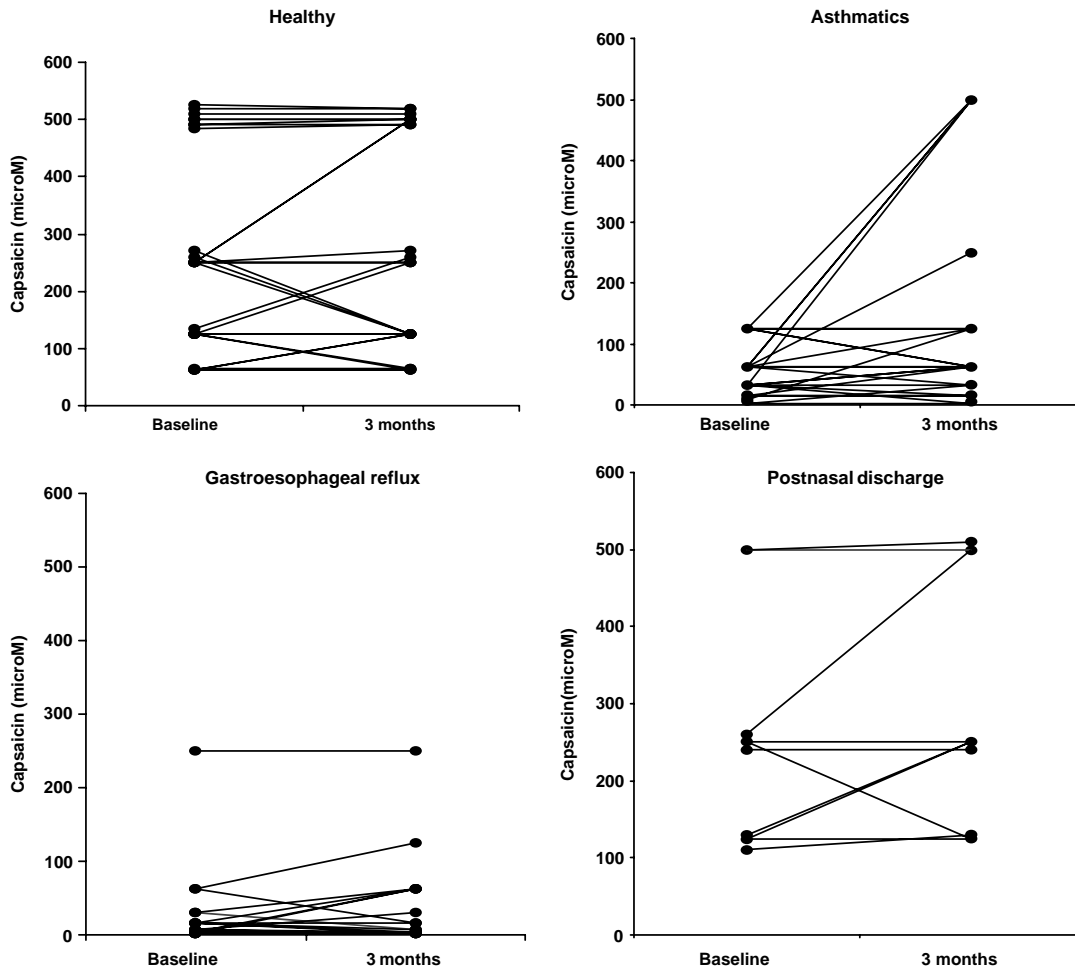 Healthy
600
500
400
300
200
100
0
Capsaicin (microM)
Baseline
3 months
Asthmatics
600
500
400
300
200
100
0
Capsaicin (microM)
Baseline
3 months
Gastroesophageal reflux
600
500
400
300
200
100
0
Capsaicin (microM)
Baseline
3 months
Postnasal discharge
600
500
400
300
200
100
0
Capsaicin(microM)
Baseline
3 months